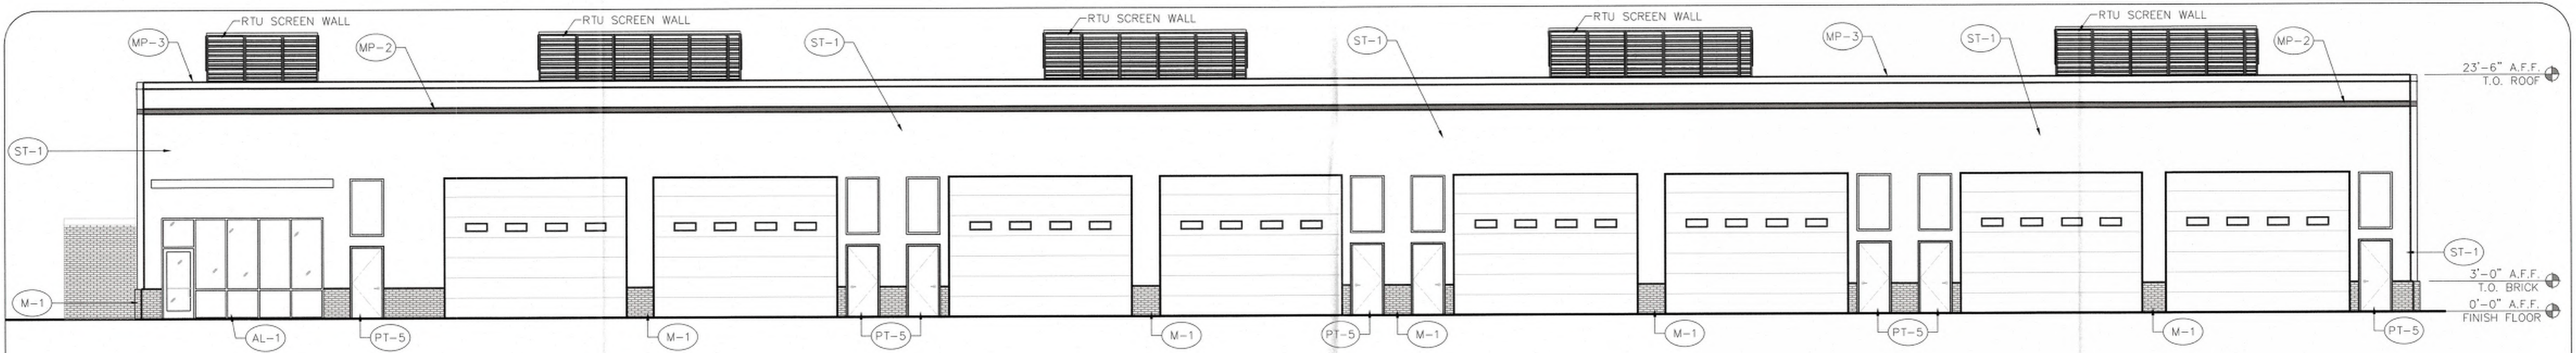 RTU SCREEN WALL
RTU SCREEN WALL
RTU SCREEN WALL
RTU SCREEN WALL
RTU SCREEN WALL
MP-3
MP-2
ST-1
ST-1
MP-3
ST-1
MP-2
23'-6" A.F.F.
T.O. ROOF
ST-1
ST-1
3'-0" A.F.F.
T.O. BRICK
M-1
0'-0" A.F.F.
FINISH FLOOR
AL-1
PT-5
M-1
PT-5
M-1
PT-5
M-1
M-1
PT-5
M-1
PT-5